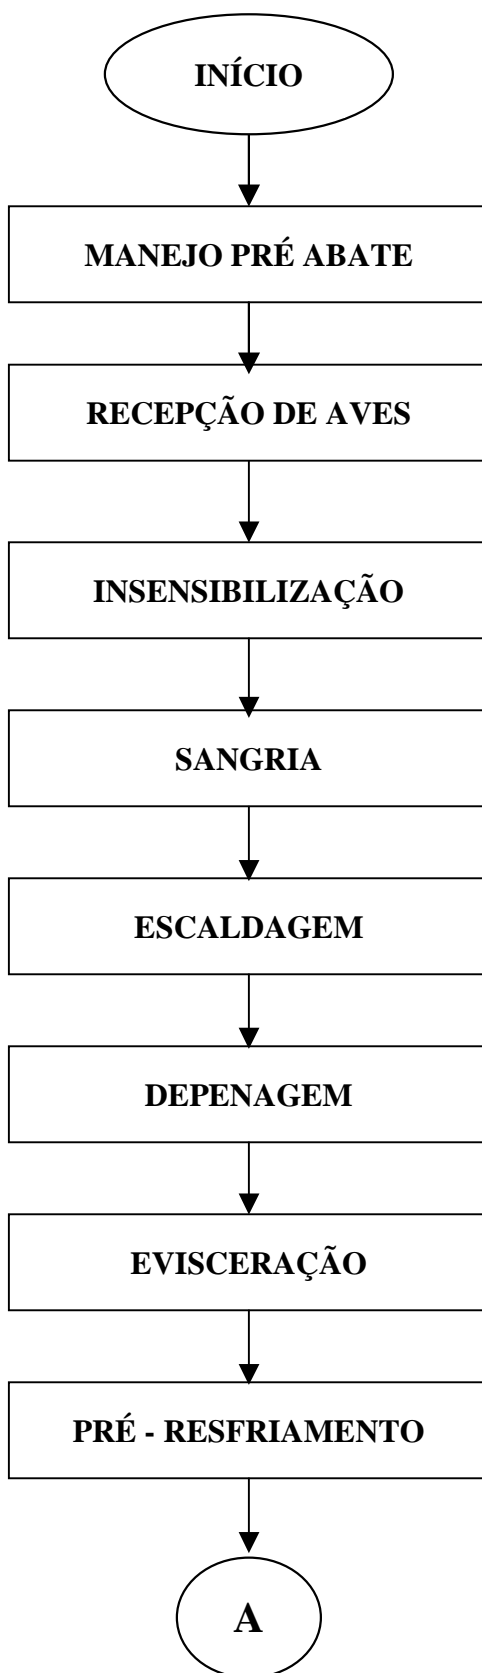 INÍCIO
MANEJO PRÉ ABATE
RECEPÇÃO DE AVES
INSENSIBILIZAÇÃO
SANGRIA
ESCALDAGEM
DEPENAGEM
EVISCERAÇÃO
PRÉ - RESFRIAMENTO
A